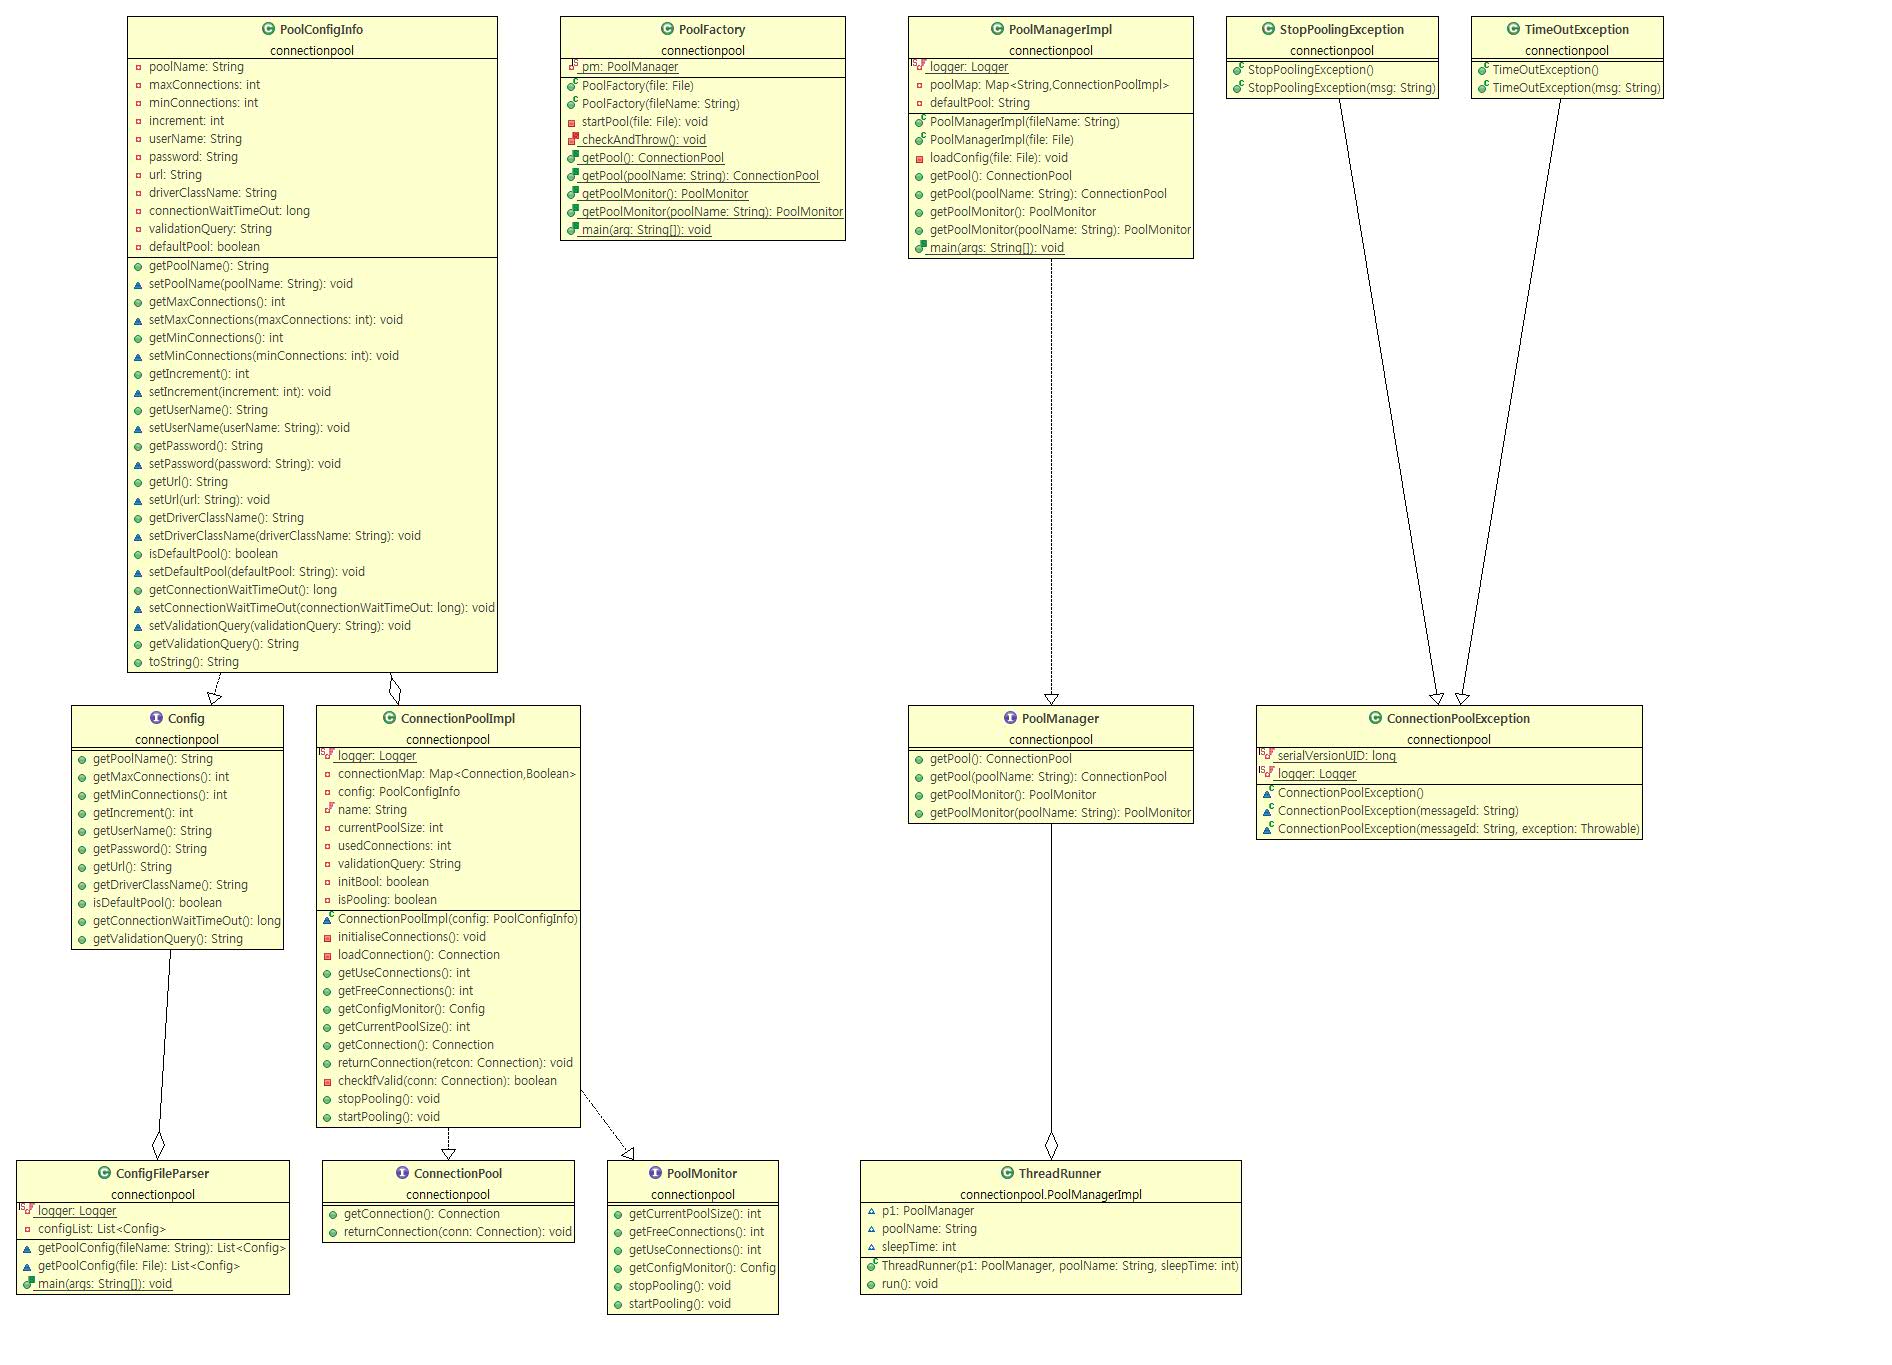 PoolConfigInfo
connectionpool
poolName: String
maxConnections: int
minConnections: int
increment: int
userName: String
password: String
url: String
driverClassName: String
connectionWaitTimeOut: long
validationQuery: String
defaultPool: boolean
getPoolName(): String
setPoolName(poolName: String): void
getMaxConnections(): int
setMaxConnections(maxConnections: int): void
getMinConnections(): int
setMinConnections(minConnections: int): void
getIncrement(): int
setIncrement(increment: int): void
getUserName(): String
setUserName(userName: String): void
getPassword(): String
setPassword(password: String): void
getUrl(): String
setUrl(url: String): void
getDriverClassName(): String
setDriverClassName(driverClassName: String): void
isDefaultPool(): boolean
setDefaultPool(defaultPool: String): void
getConnectionWaitTimeOut(): long
setConnectionWaitTimeOut(connectionWaitTimeOut: long): void
setValidationQuery(validationQuery: String): void
getValidationQuery(): String
toString(): String
PoolFactory
connectionpool
pm: PoolManager
PoolFactory(file: File)
PoolFactory(fileName: String)
startPool(file: File): void
checkAndThrow(): void
getPool(): ConnectionPool
getPool(poolName: String): ConnectionPool
getPoolMonitor(): PoolMonitor
getPoolMonitor(poolName: String): PoolMonitor
main(arg: String[]): void
PoolManagerImpl
connectionpool
logger: Logger
poolMap: Map<String,ConnectionPoolImpl>
defaultPool: String
PoolManagerImpl(fileName: String)
PoolManagerImpl(file: File)
loadConfig(file: File): void
getPool(): ConnectionPool
getPool(poolName: String): ConnectionPool
getPoolMonitor(): PoolMonitor
getPoolMonitor(poolName: String): PoolMonitor
main(args: String[]): void
StopPoolingException
connectionpool
StopPoolingException()
StopPoolingException(msg: String)
TimeOutException
connectionpool
TimeOutException()
TimeOutException(msg: String)
Config
connectionpool
getPoolName(): String
getMaxConnections(): int
getMinConnections(): int
getIncrement(): int
getUserName(): String
getPassword(): String
getUrl(): String
getDriverClassName(): String
isDefaultPool(): boolean
getConnectionWaitTimeOut(): long
getValidationQuery(): String
ConnectionPoolImpl
connectionpool
logger: Logger
connectionMap: Map<Connection,Boolean>
config: PoolConfigInfo
name: String
currentPoolSize: int
usedConnections: int
validationQuery: String
initBool: boolean
isPooling: boolean
ConnectionPoolImpl(config: PoolConfigInfo)
initialiseConnections(): void
loadConnection(): Connection
getUseConnections(): int
getFreeConnections(): int
getConfigMonitor(): Config
getCurrentPoolSize(): int
getConnection(): Connection
returnConnection(retcon: Connection): void
checkIfValid(conn: Connection): boolean
stopPooling(): void
startPooling(): void
PoolManager
connectionpool
getPool(): ConnectionPool
getPool(poolName: String): ConnectionPool
getPoolMonitor(): PoolMonitor
getPoolMonitor(poolName: String): PoolMonitor
ConnectionPoolException
connectionpool
serialVersionUID: long
logger: Logger
ConnectionPoolException()
ConnectionPoolException(messageId: String)
ConnectionPoolException(messageId: String, exception: Throwable)
ConfigFileParser
connectionpool
logger: Logger
configList: List<Config>
getPoolConfig(fileName: String): List<Config>
getPoolConfig(file: File): List<Config>
main(args: String[]): void
ConnectionPool
connectionpool
getConnection(): Connection
returnConnection(conn: Connection): void
PoolMonitor
connectionpool
getCurrentPoolSize(): int
getFreeConnections(): int
getUseConnections(): int
getConfigMonitor(): Config
stopPooling(): void
startPooling(): void
ThreadRunner
connectionpool.PoolManagerImpl
p1: PoolManager
poolName: String
sleepTime: int
ThreadRunner(p1: PoolManager, poolName: String, sleepTime: int)
run(): void